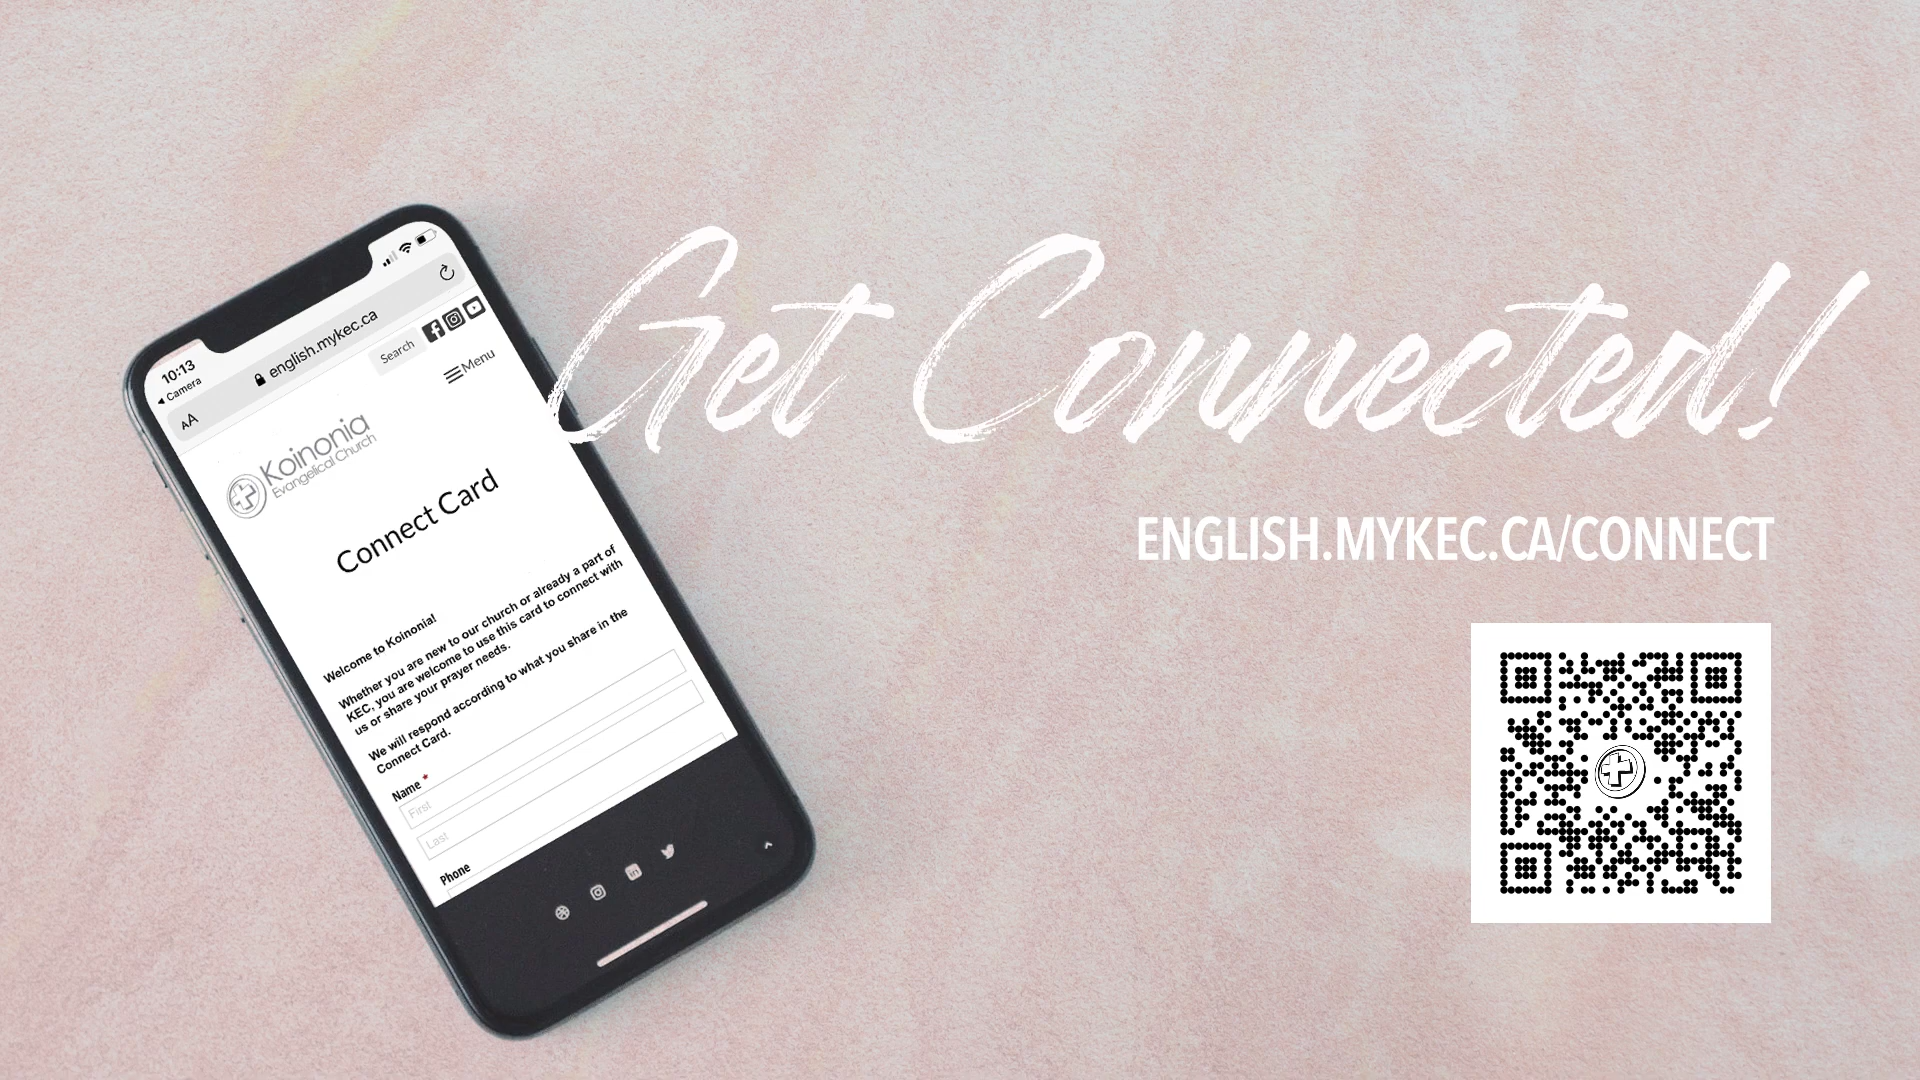 10:13
Camera
AA
english.mykec.ca
Search
Menu
Koinonia
Evangelical Church
Connect Card
Welcome to Koinonia!
Whether you are new to our church or already a part of
KEC, you are welcome to use this card to connect with
us or share your prayer needs.
We will respond according to what you share in the
Connect Card.
Name *
First
Last
Phone
Get Connected!
ENGLISH.MYKEC.CA/CONNECT